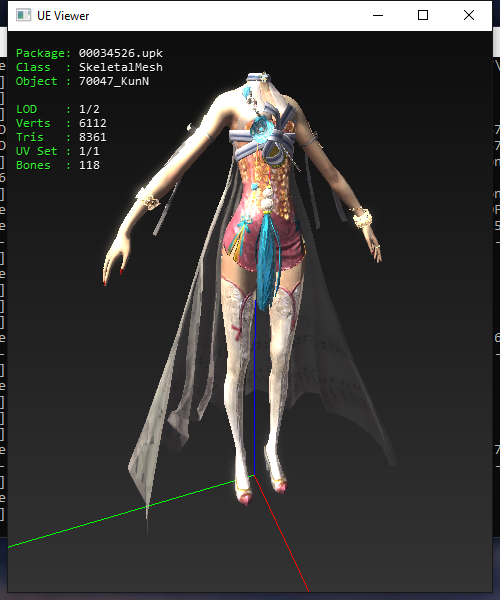 UE Viewer
Package: 00034526.upk
Class : SkeletalMesh
Object : 70047_KunN
LOD : 1/2
Verts : 6112
Tris : 8361
UV Set : 1/1
Bones : 118